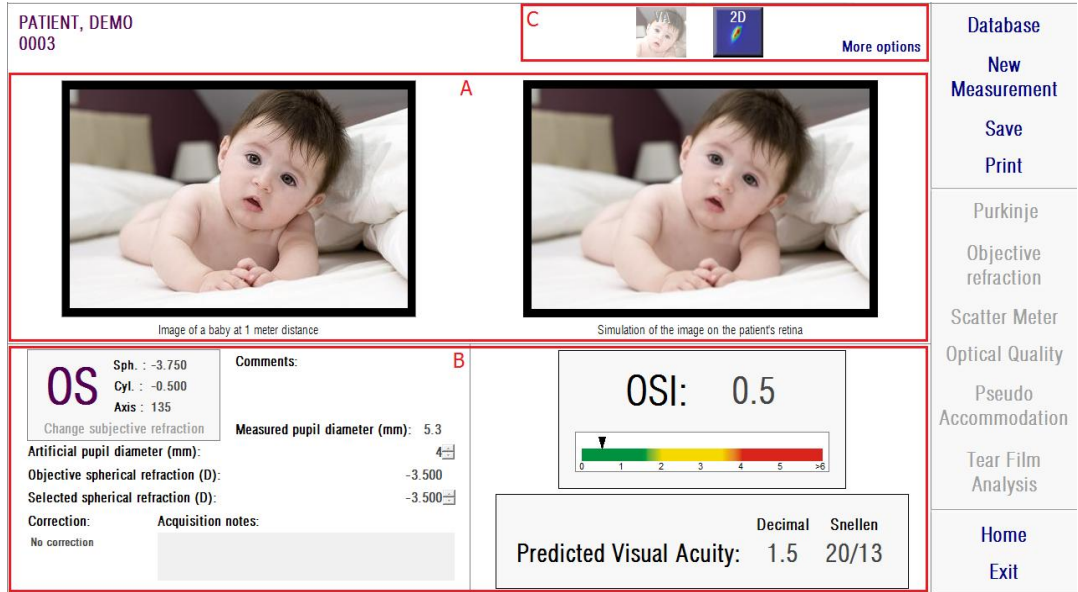 PATIENT, DEMO
0003
C
VA
2D
More options
A
Image of a baby at 1 meter distance
Simulation of the image on the patient's retina
B
OS
Sph. : -3.750
Cyl. : -0.500
Axis : 135
Change subjective refraction
Comments:
Measured pupil diameter (mm): 5.3
Artificial pupil diameter (mm): 4
Objective spherical refraction (D): -3.500
Selected spherical refraction (D): -3.500
Correction:
No correction
Acquisition notes:
OSI: 0.5
0 1 2 3 4 5 >6
Decimal Snellen
Predicted Visual Acuity: 1.5 20/13
Database
New
Measurement
Save
Print
Purkinje
Objective
refraction
Scatter Meter
Optical Quality
Pseudo
Accommodation
Tear Film
Analysis
Home
Exit